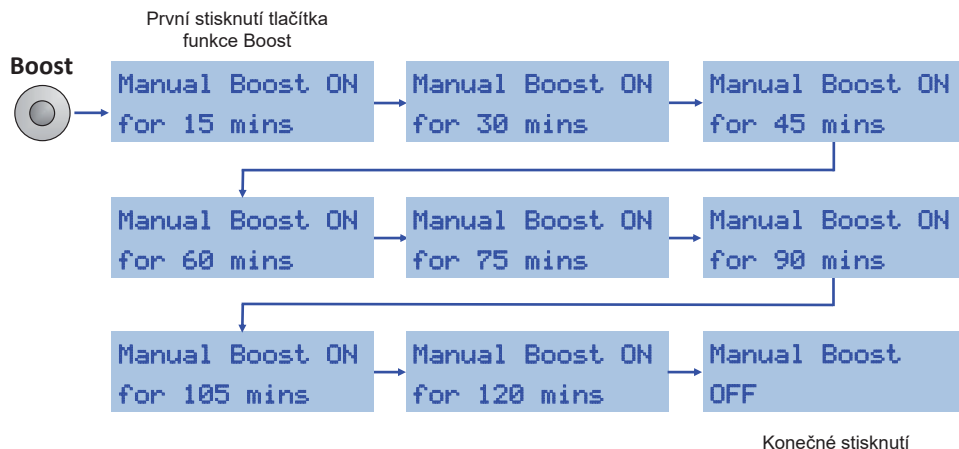 První stisknutí tlačítka
funkce Boost
Boost
Manual Boost ON
for 15 mins
Manual Boost ON
for 30 mins
Manual Boost ON
for 45 mins
Manual Boost ON
for 60 mins
Manual Boost ON
for 75 mins
Manual Boost ON
for 90 mins
Manual Boost ON
for 105 mins
Manual Boost ON
for 120 mins
Manual Boost
OFF
Konečné stisknutí